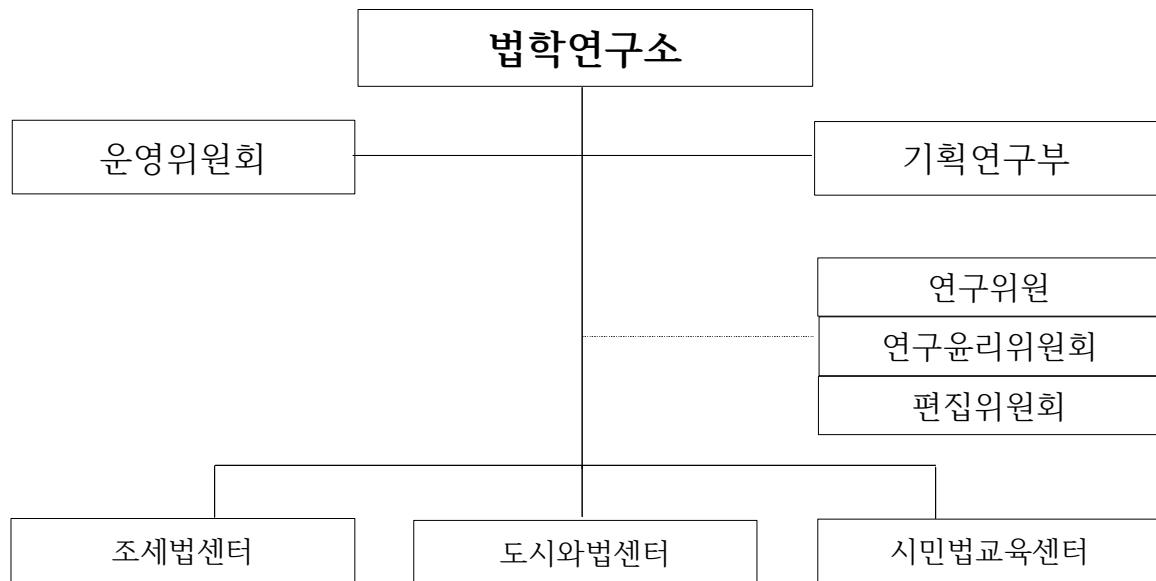 법학연구소
운영위원회
기획연구부
연구위원
연구윤리위원회
편집위원회
조세법센터
도시와법센터
시민법교육센터